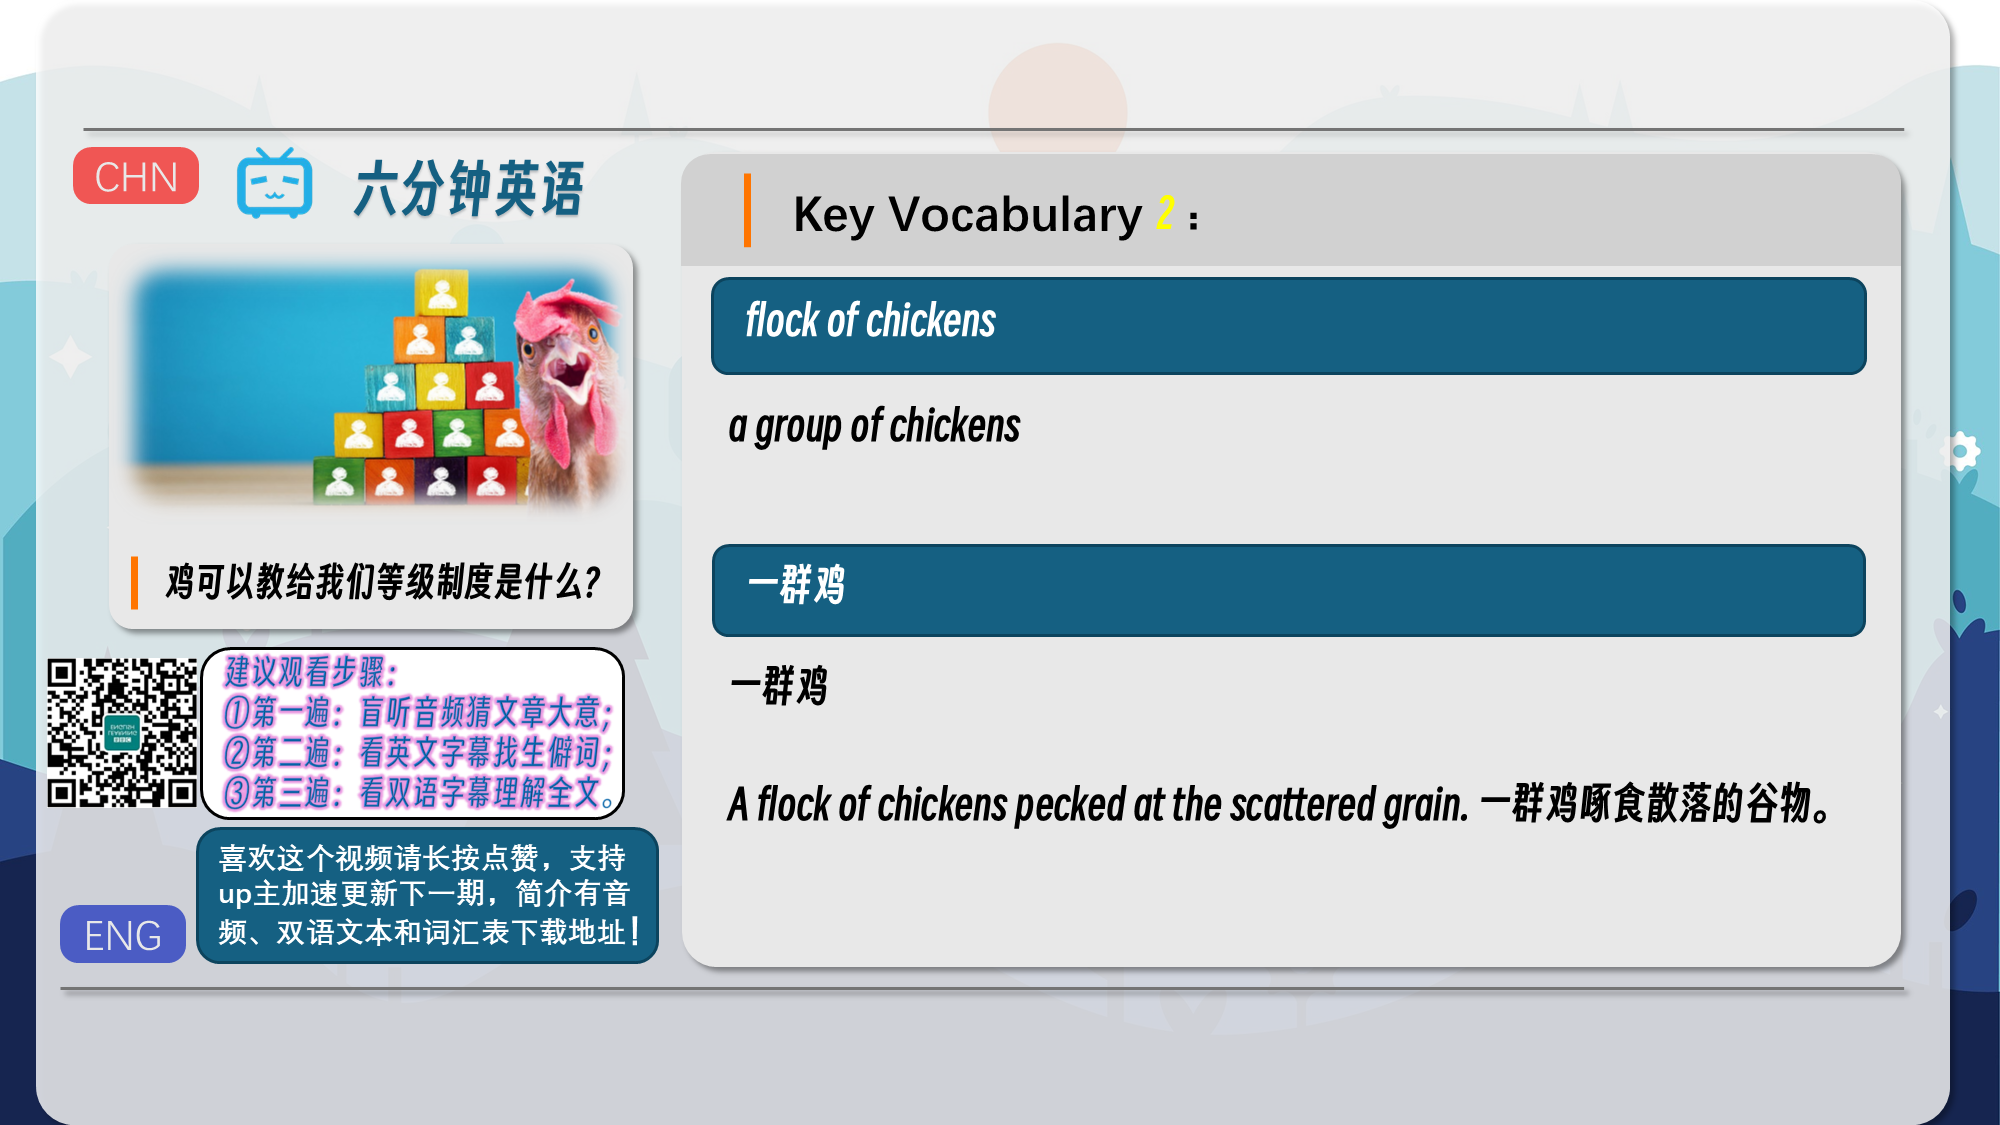 CHN
六分钟英语
鸡可以教给我们等级制度是什么?
建议观看步骤：
①第一遍：盲听音频猜文章大意；
②第二遍：看英文字幕找生僻词；
③第三遍：看双语字幕理解全文。
喜欢这个视频请长按点赞，支持
up主加速更新下一期，简介有音
频、双语文本和词汇表下载地址！
ENG
Key Vocabulary 2：
flock of chickens
a group of chickens
一群鸡
一群鸡
A flock of chickens pecked at the scattered grain. 一群鸡啄食散落的谷物。